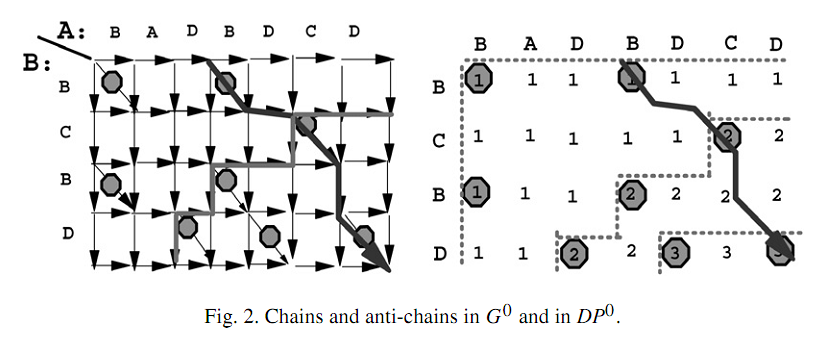 A: B A D B D C D
B:
B
C
B
D
B A D B D C D
B 1 1 1 1 1 1 1
C 1 1 1 1 1 2 2
B 1 1 1 2 2 2 2
D 1 1 2 2 3 3 3
Fig. 2. Chains and anti-chains in G⁰ and in DP⁰.